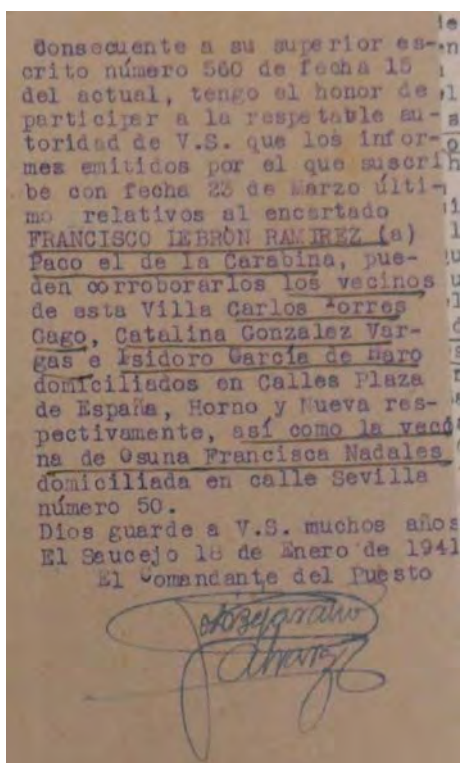 Consecuente a su superior es-
crito número 560 de fecha 15
del actual, tengo el honor de
participar a la respetable au-
toridad de V.S. que los infor-
mes emitidos por el que suscri
be con fecha 23 de Marzo últi-
mo relativos al encartado
FRANCISCO LEBRÓN RAMIREZ (a)
Paco el de la Carabina, pue-
den corroborarlos los vecinos
de esta Villa Carlos Torres
Gago, Catalina Gonzalez Var-
gas e Isidoro García de Haro
domiciliados en Calles Plaza
de España, Horno y Nueva res-
pectivamente, así como la veci
na de Osuna Francisca Nadales
domiciliada en calle Sevilla
número 50.
Dios guarde a V.S. muchos años
El Saucejo 18 de Enero de 1941
El Comandante del Puesto